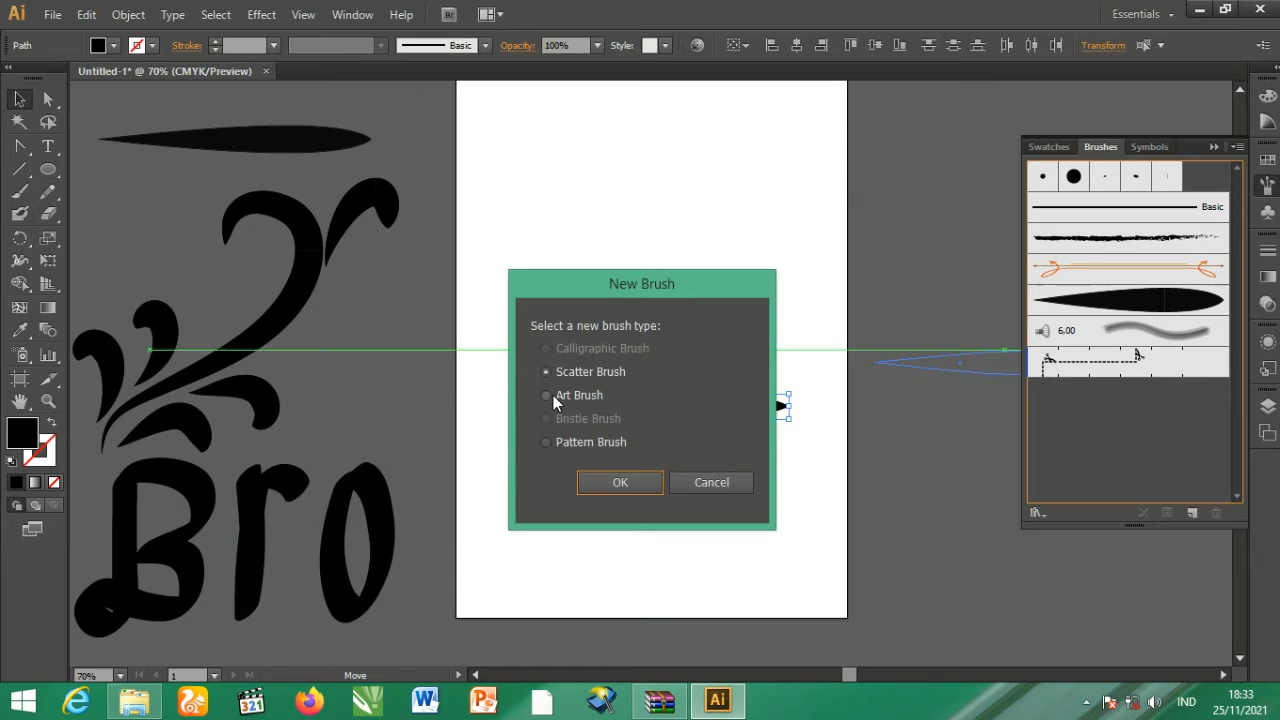 Ai File Edit Object Type Select Effect View Window Help Br Essentials
Path Stroke: Basic Opacity: 100% Style: Transform
Untitled-1* @ 70% (CMYK/Preview) ×
Swatches Brushes Symbols
Basic
6,00
New Brush
Select a new brush type:
Calligraphic Brush
Scatter Brush
Art Brush
Bristle Brush
Pattern Brush
OK Cancel
Bro
70% 1 Move
321 Ai IND 18:33
25/11/2021